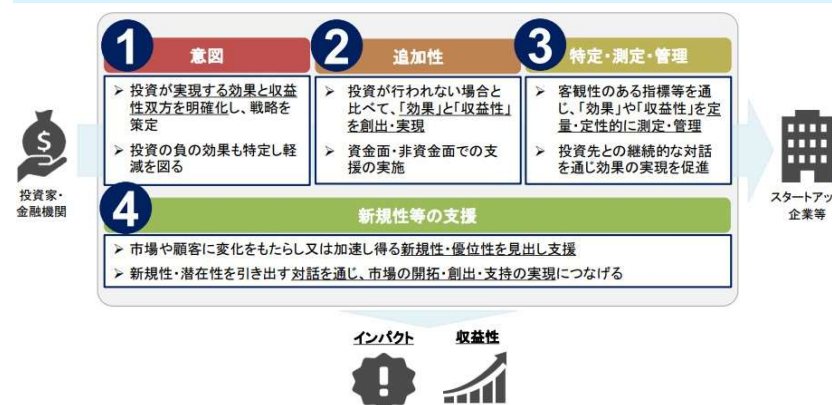 1
意図
2
追加性
3
特定・測定・管理
➢ 投資が実現する効果と収益
性双方を明確化し、戦略を
策定
➢ 投資の負の効果も特定し軽
減を図る
➢ 投資が行われない場合と
比べて、「効果」と「収益性」
を創出・実現
➢ 資金面・非資金面での支
援の実施
➢ 客観性のある指標等を通
じ、「効果」や「収益性」を定
量・定性的に測定・管理
➢ 投資先との継続的な対話
を通じ効果の実現を促進
$
投資家・
金融機関
スタートアップ
企業等
4
新規性等の支援
➢ 市場や顧客に変化をもたらし又は加速し得る新規性・優位性を見出し支援
➢ 新規性・潜在性を引き出す対話を通じ、市場の開拓・創出・支持の実現につなげる
インパクト
収益性
!